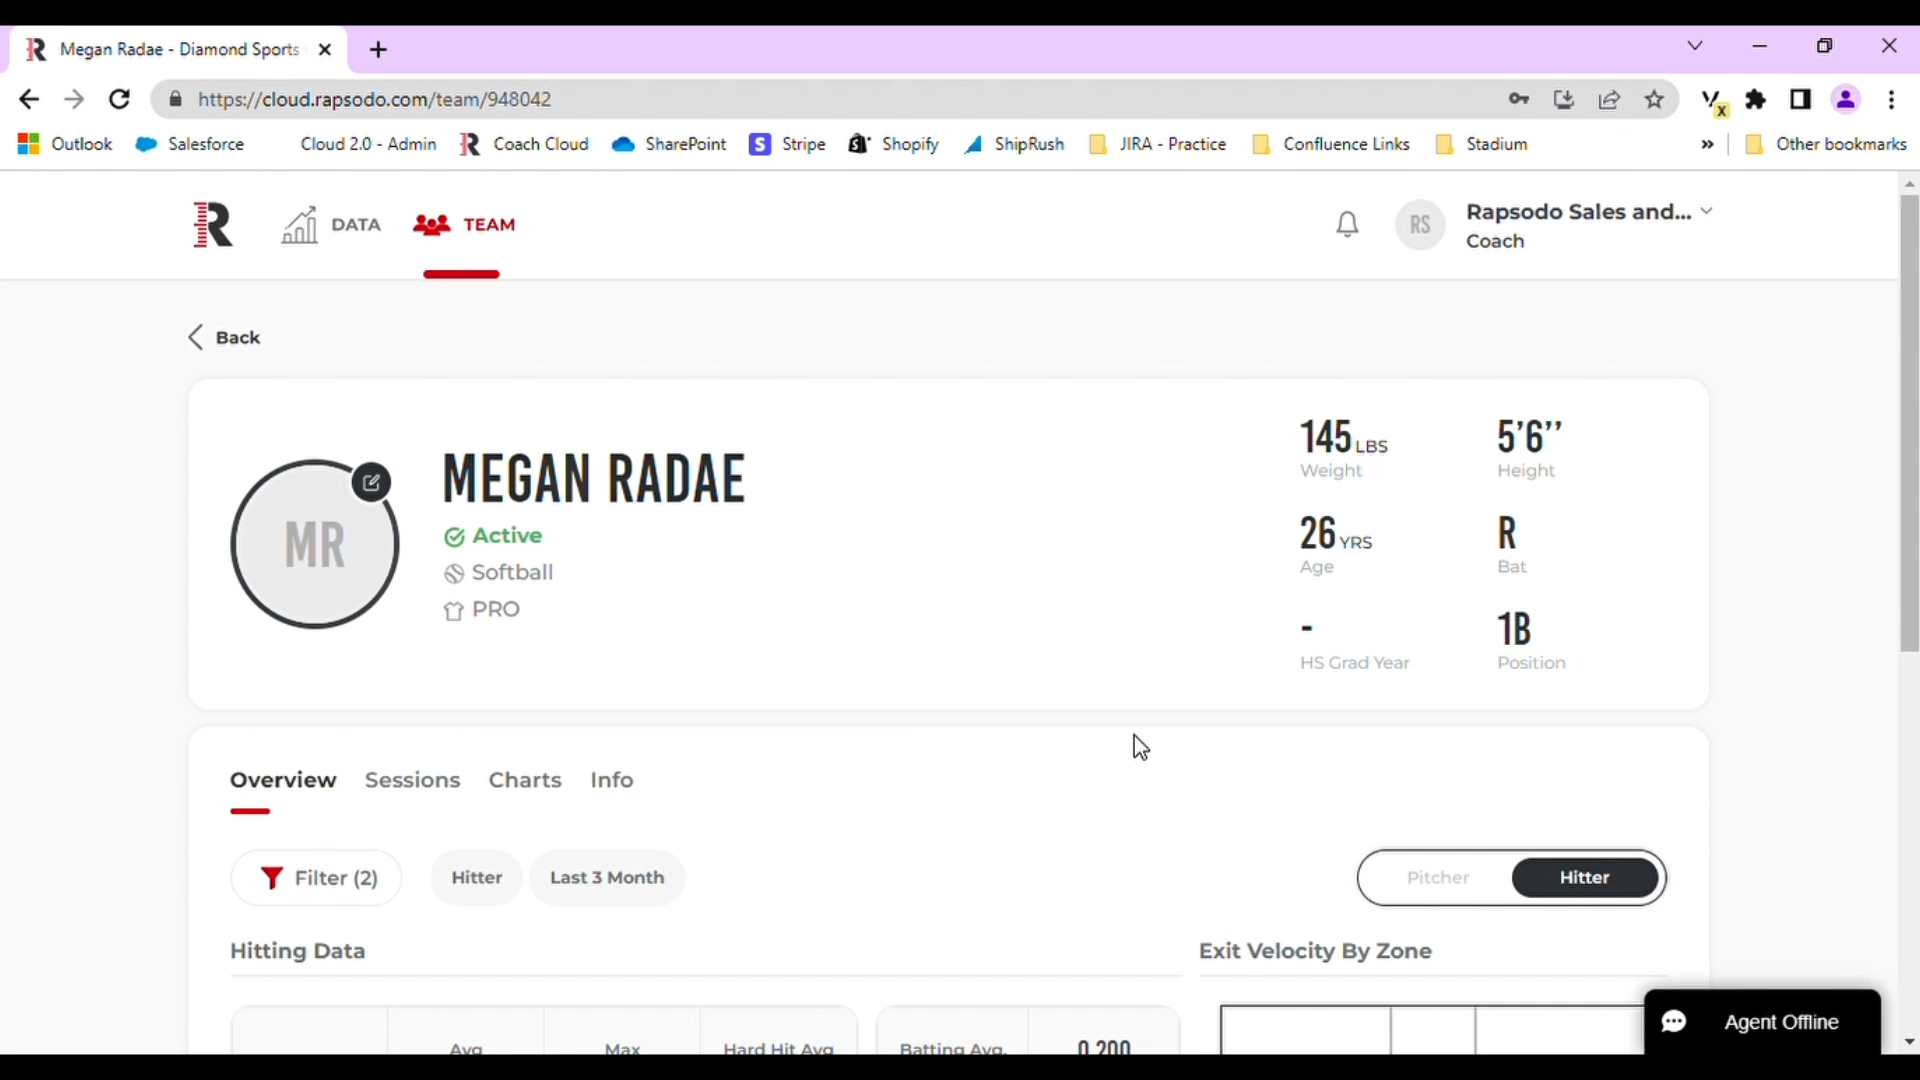 Megan Radae - Diamond Sports
https://cloud.rapsodo.com/team/948042
Outlook Salesforce Cloud 2.0 - Admin Coach Cloud SharePoint Stripe Shopify ShipRush JIRA - Practice Confluence Links Stadium » Other bookmarks
R DATA TEAM
RS Rapsodo Sales and...
Coach
Back
MR
MEGAN RADAE
Active
Softball
PRO
145 LBS
Weight
5’6’’
Height
26 YRS
Age
R
Bat
-
HS Grad Year
1B
Position
Overview Sessions Charts Info
Filter (2) Hitter Last 3 Month Pitcher Hitter
Hitting Data
Exit Velocity By Zone
Avg Max Hard Hit Avg Batting Avg. 0.200
Agent Offline